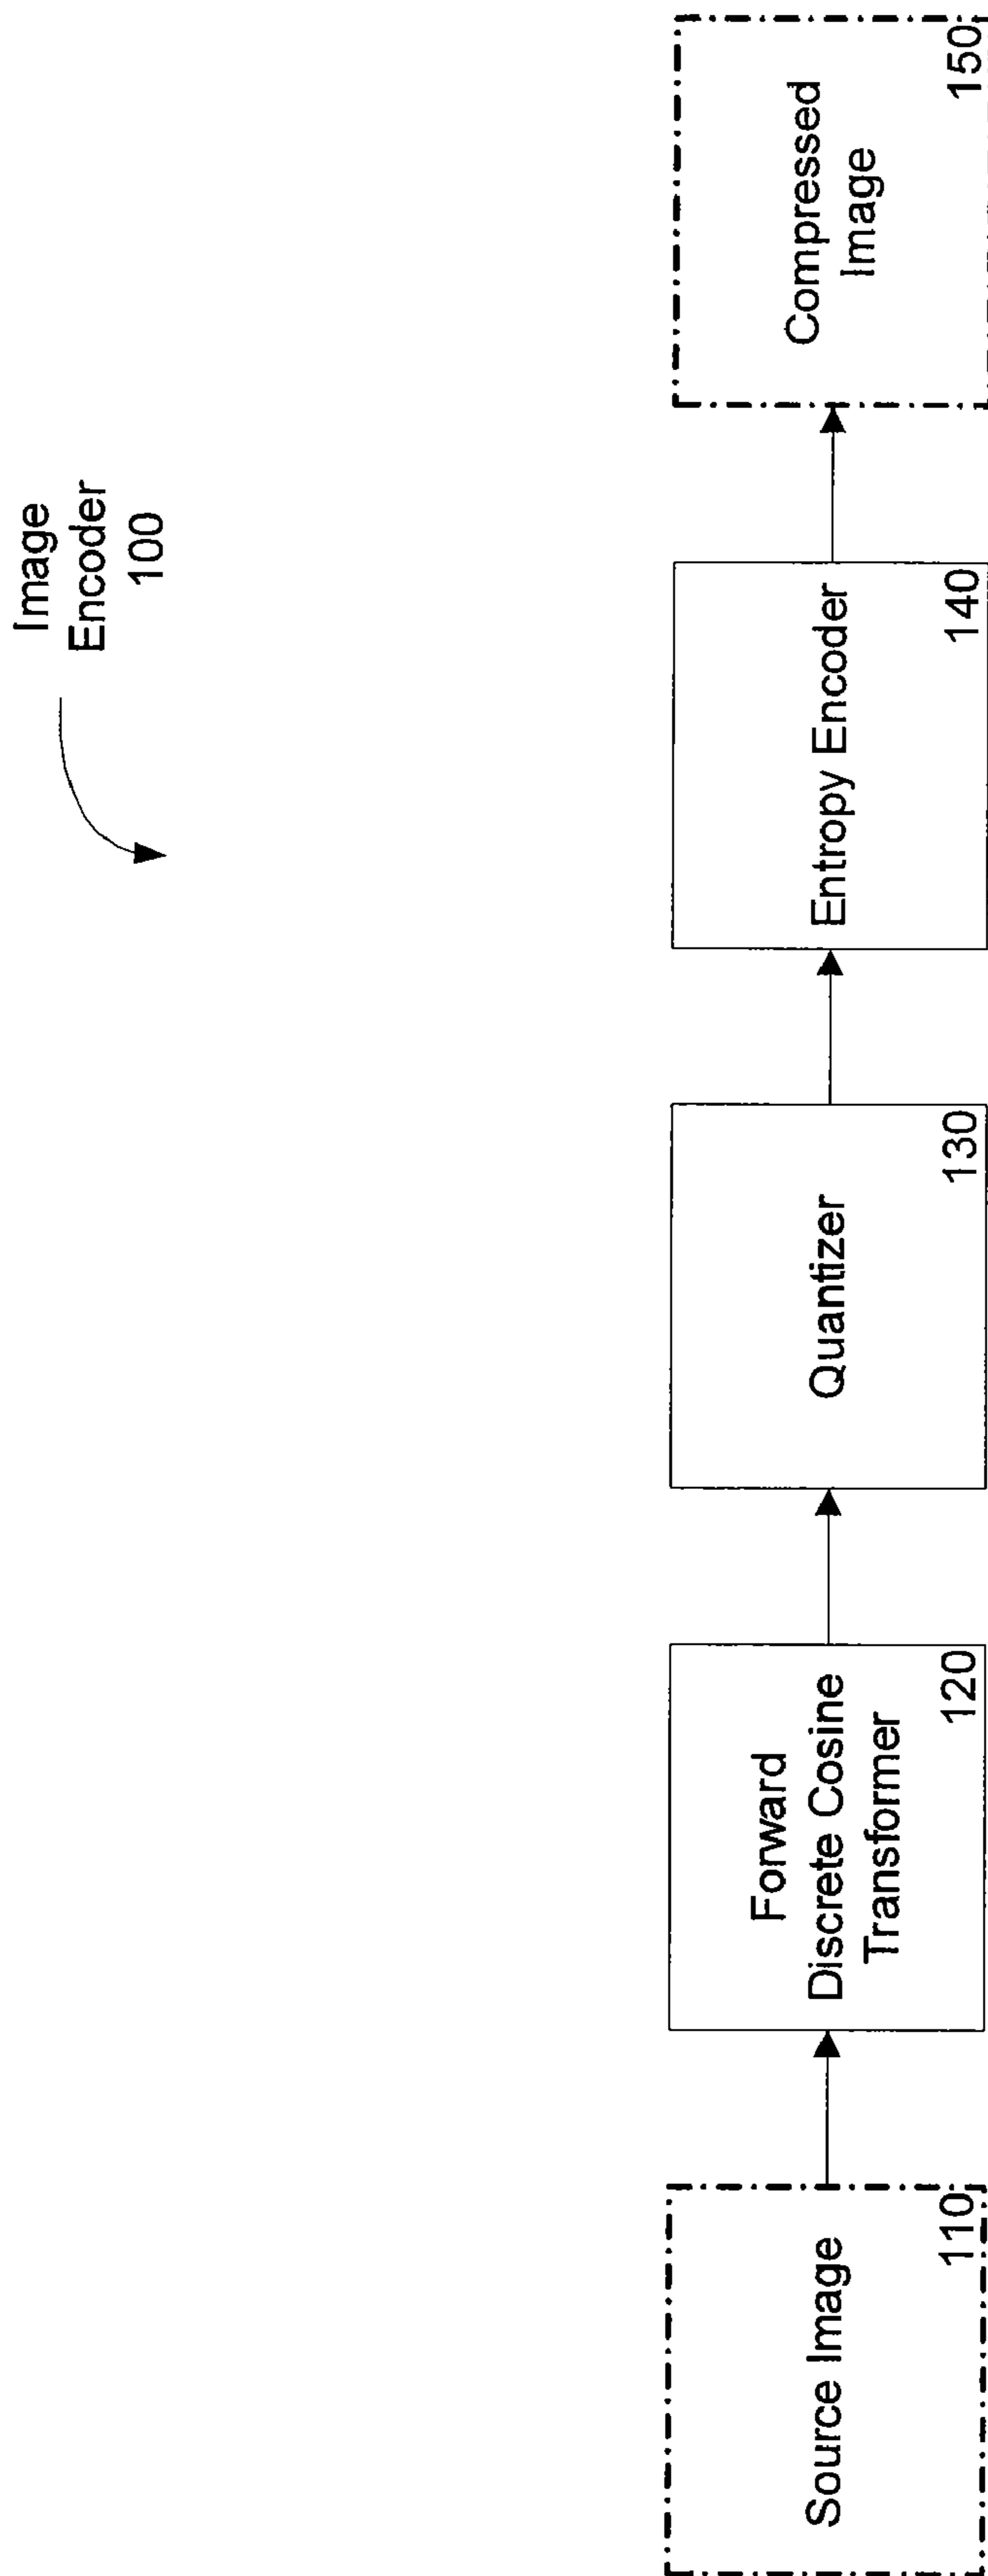 Image
Encoder
100
Source Image
110
Forward
Discrete Cosine
Transformer
120
Quantizer
130
Entropy Encoder
140
Compressed
Image
150